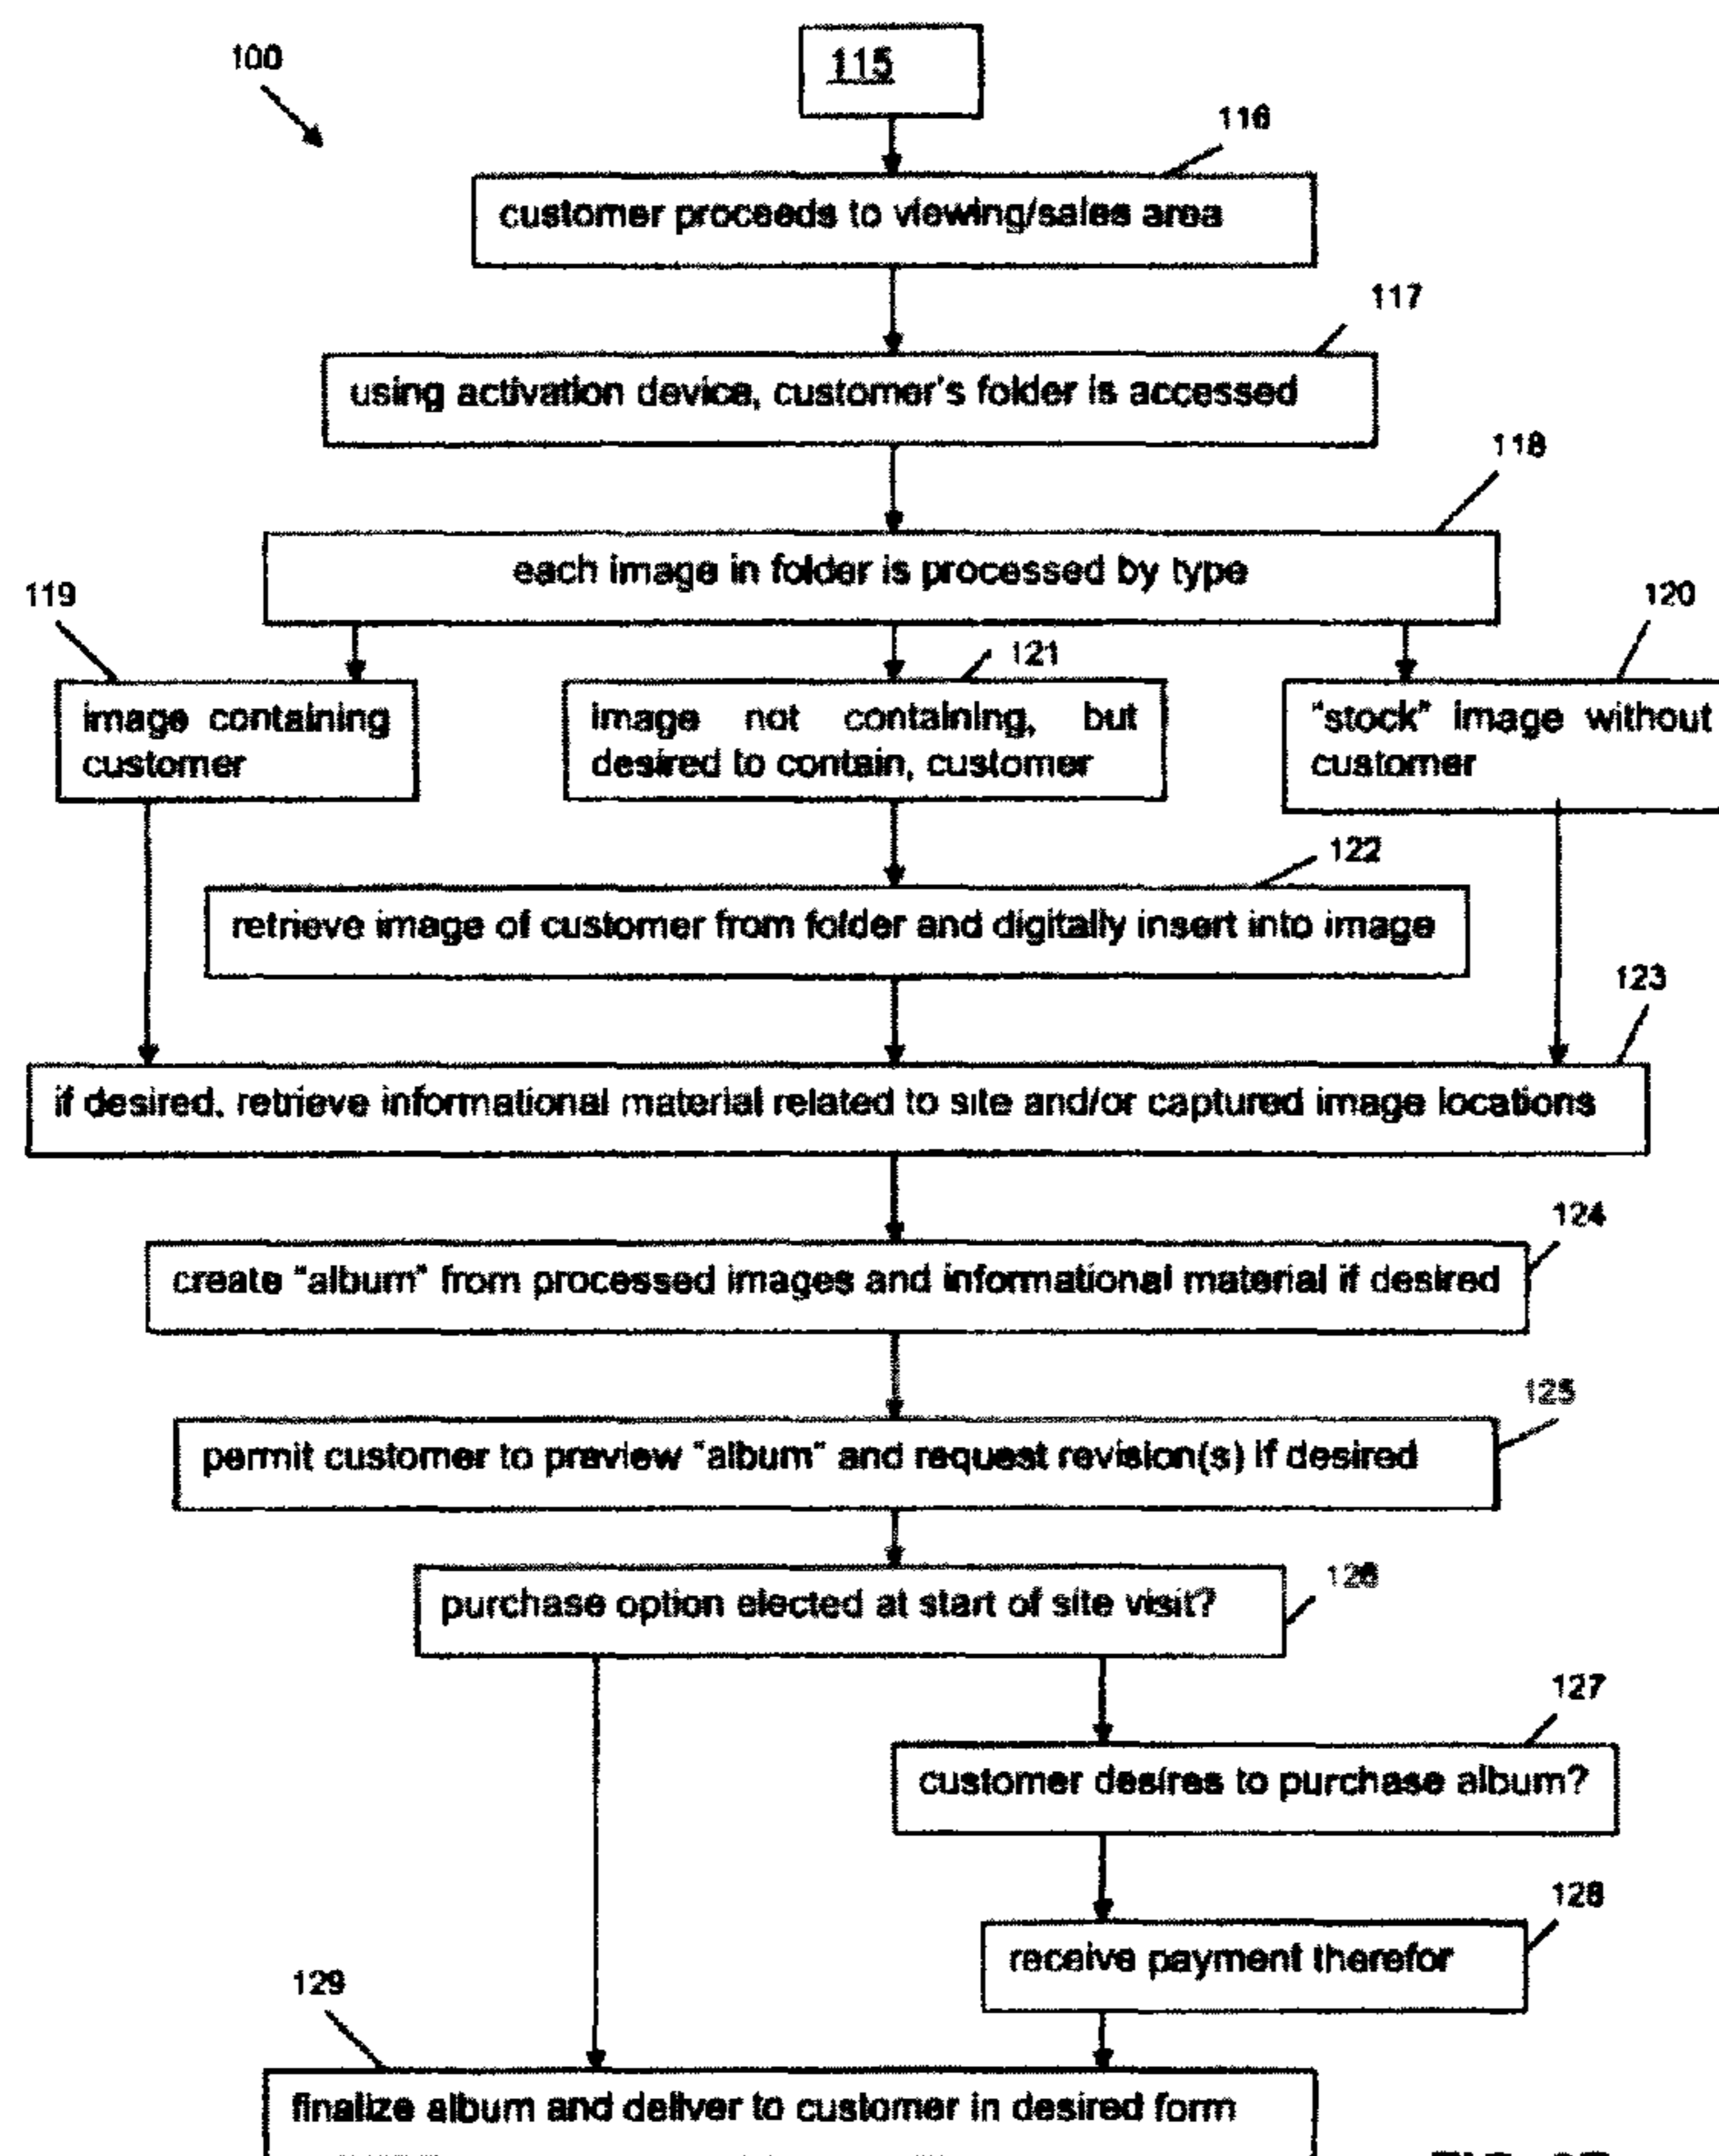 100
115
116
customer proceeds to viewing/sales area
117
using activation device, customer's folder is accessed
118
each image in folder is processed by type
119
121
120
image containing
customer
image not containing, but
desired to contain, customer
"stock" image without
customer
122
retrieve image of customer from folder and digitally insert into image
123
if desired, retrieve informational material related to site and/or captured image locations
124
create "album" from processed images and informational material if desired
125
permit customer to preview "album" and request revision(s) if desired
126
purchase option elected at start of site visit?
127
customer desires to purchase album?
128
receive payment therefor
129
finalize album and deliver to customer in desired form